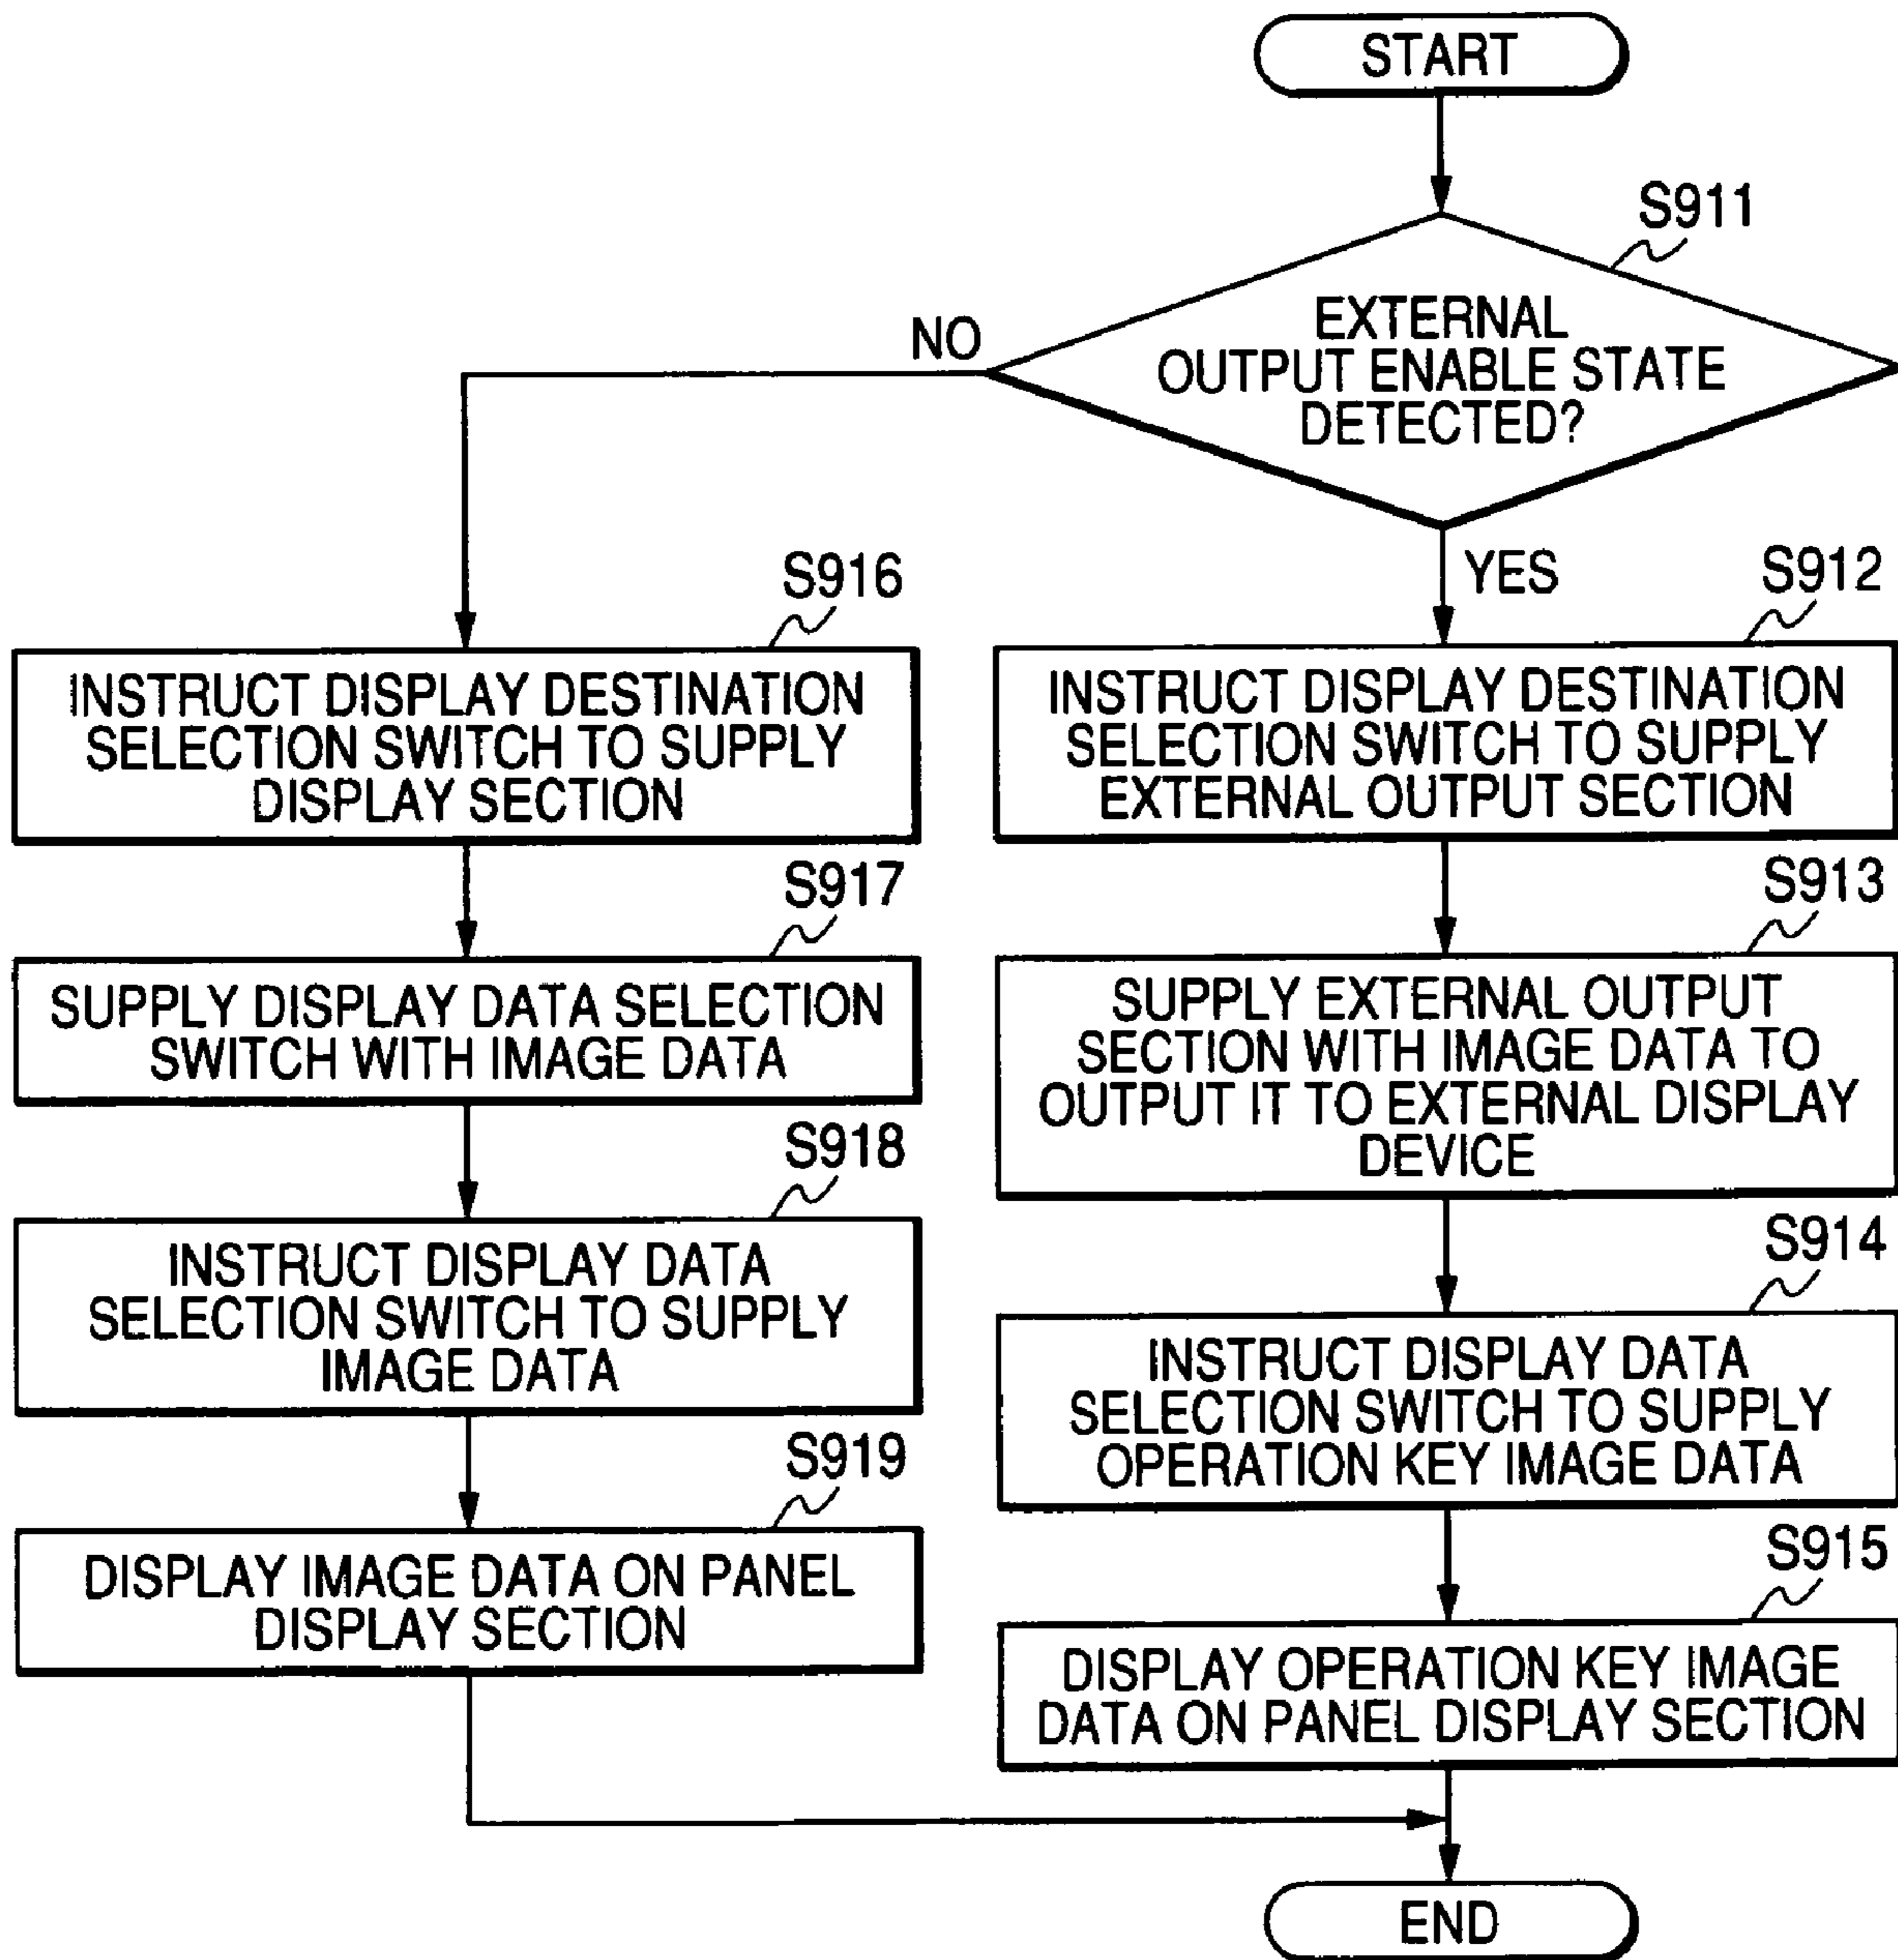 START
S911
EXTERNAL
OUTPUT ENABLE STATE
DETECTED?
NO
YES
S916
INSTRUCT DISPLAY DESTINATION
SELECTION SWITCH TO SUPPLY
DISPLAY SECTION
S917
SUPPLY DISPLAY DATA SELECTION
SWITCH WITH IMAGE DATA
S918
INSTRUCT DISPLAY DATA
SELECTION SWITCH TO SUPPLY
IMAGE DATA
S919
DISPLAY IMAGE DATA ON PANEL
DISPLAY SECTION
S912
INSTRUCT DISPLAY DESTINATION
SELECTION SWITCH TO SUPPLY
EXTERNAL OUTPUT SECTION
S913
SUPPLY EXTERNAL OUTPUT
SECTION WITH IMAGE DATA TO
OUTPUT IT TO EXTERNAL DISPLAY
DEVICE
S914
INSTRUCT DISPLAY DATA
SELECTION SWITCH TO SUPPLY
OPERATION KEY IMAGE DATA
S915
DISPLAY OPERATION KEY IMAGE
DATA ON PANEL DISPLAY SECTION
END